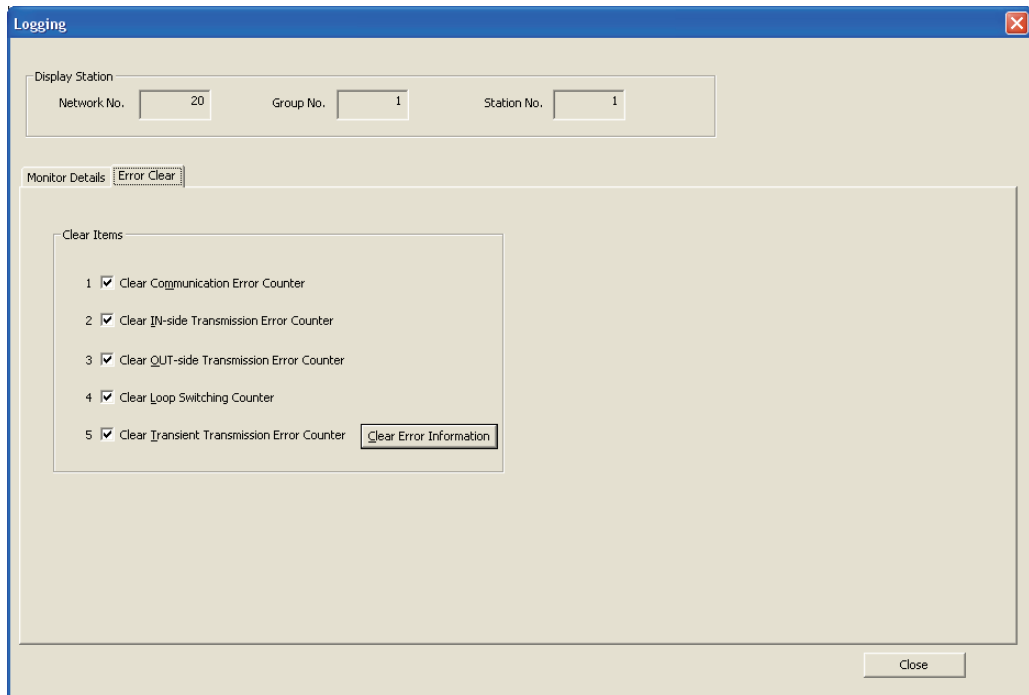 Logging
Display Station
Network No. 20 Group No. 1 Station No. 1
Monitor Details Error Clear
Clear Items
1 Clear Communication Error Counter
2 Clear IN-side Transmission Error Counter
3 Clear OUT-side Transmission Error Counter
4 Clear Loop Switching Counter
5 Clear Transient Transmission Error Counter Clear Error Information
Close